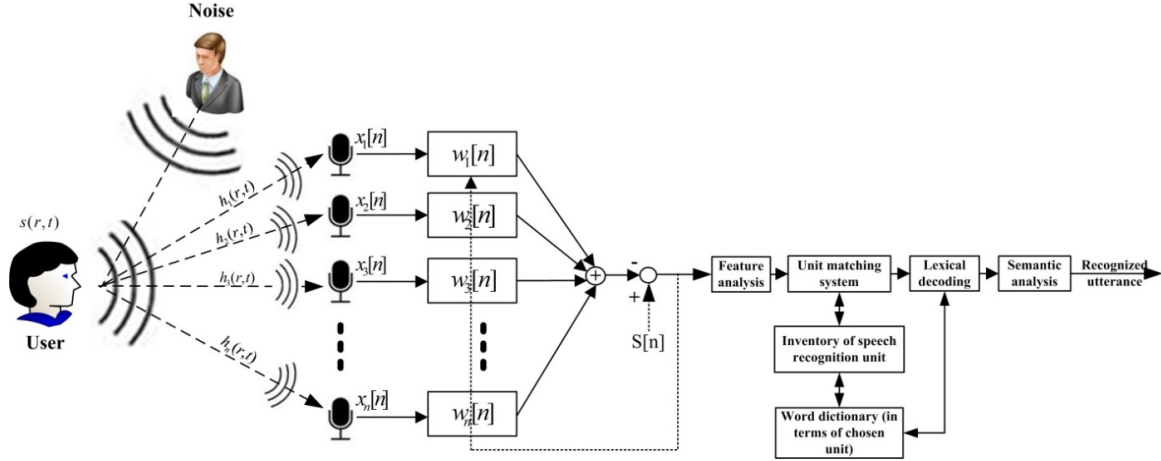 Noise
x₁[n]
w₁[n]
h₁(r,t)
x₂[n]
w₂[n]
s(r,t)
h₂(r,t)
x₃[n]
w₃[n]
h₃(r,t)
User
+
-
+
S[n]
Feature
analysis
Unit matching
system
Lexical
decoding
Semantic
analysis
Recognized
utterance
Inventory of speech
recognition unit
hₙ(r,t)
xₙ[n]
wₙ[n]
Word dictionary (in
terms of chosen
unit)